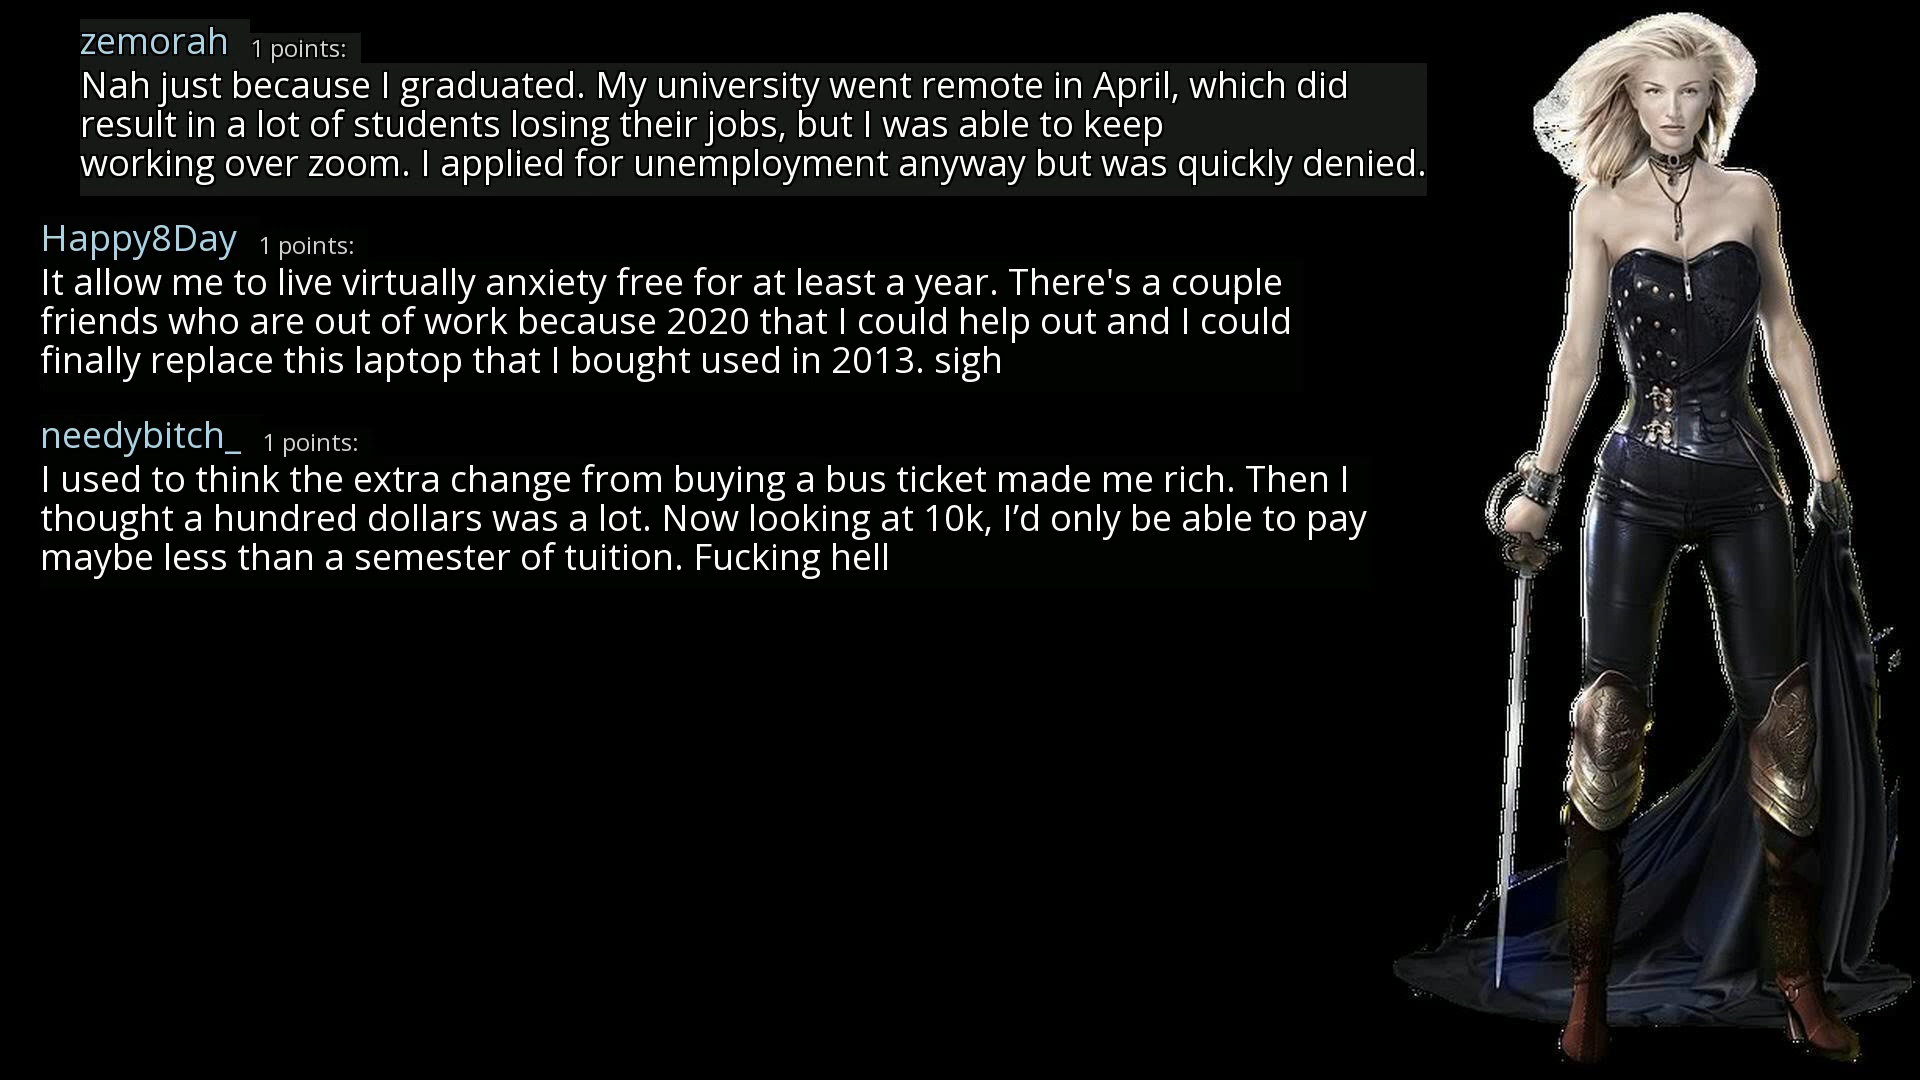 zemorah 1 points:
Nah just because I graduated. My university went remote in April, which did
result in a lot of students losing their jobs, but I was able to keep
working over zoom. I applied for unemployment anyway but was quickly denied.
Happy8Day 1 points:
It allow me to live virtually anxiety free for at least a year. There's a couple
friends who are out of work because 2020 that I could help out and I could
finally replace this laptop that I bought used in 2013. sigh
needybitch_ 1 points:
I used to think the extra change from buying a bus ticket made me rich. Then I
thought a hundred dollars was a lot. Now looking at 10k, I’d only be able to pay
maybe less than a semester of tuition. Fucking hell